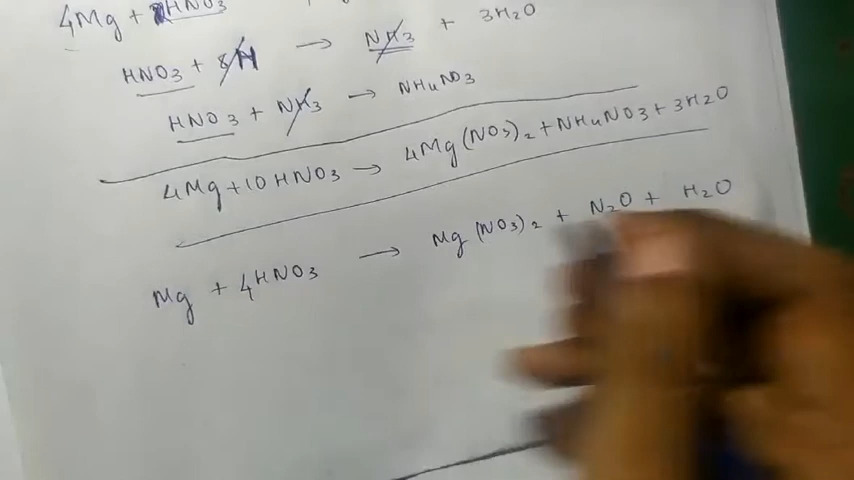 4Mg + HNO3
HNO3 + 8H → NH3 + 3H2O
HNO3 + NH3 → NH4NO3
4Mg + 10HNO3 → 4Mg(NO3)2 + NH4NO3 + 3H2O
Mg + 4HNO3 → Mg(NO3)2 + N2O + H2O